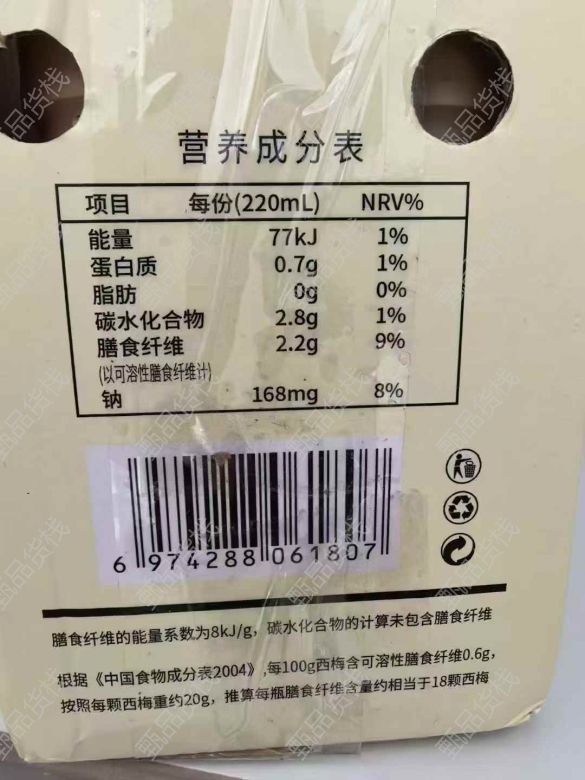 营养成分表
项目 每份(220mL) NRV%
能量 77kJ 1%
蛋白质 0.7g 1%
脂肪 0g 0%
碳水化合物 2.8g 1%
膳食纤维 2.2g 9%
(以可溶性膳食纤维计)
钠 168mg 8%
6 974288 061807
膳食纤维的能量系数为8kJ/g，碳水化合物的计算未包含膳食纤维
根据《中国食物成分表2004》,每100g西梅含可溶性膳食纤维0.6g，
按照每颗西梅重约20g，推算每瓶膳食纤维含量约相当于18颗西梅
甄品货栈